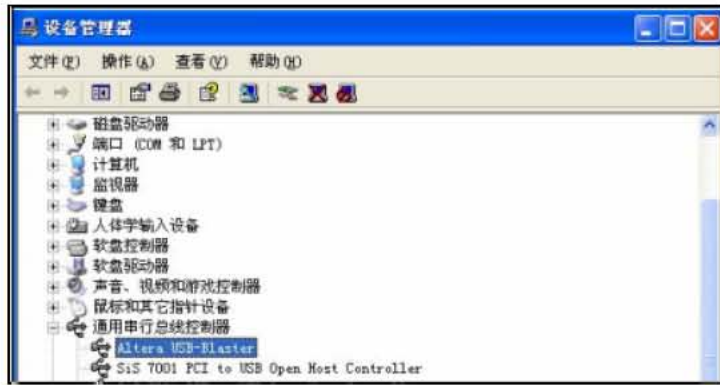 设备管理器
文件(F) 操作(A) 查看(V) 帮助(H)
磁盘驱动器
端口 (COM 和 LPT)
计算机
监视器
键盘
人体学输入设备
软盘控制器
软盘驱动器
声音、视频和游戏控制器
鼠标和其它指针设备
通用串行总线控制器
Altera USB-Blaster
SiS 7001 PCI to USB Open Host Controller